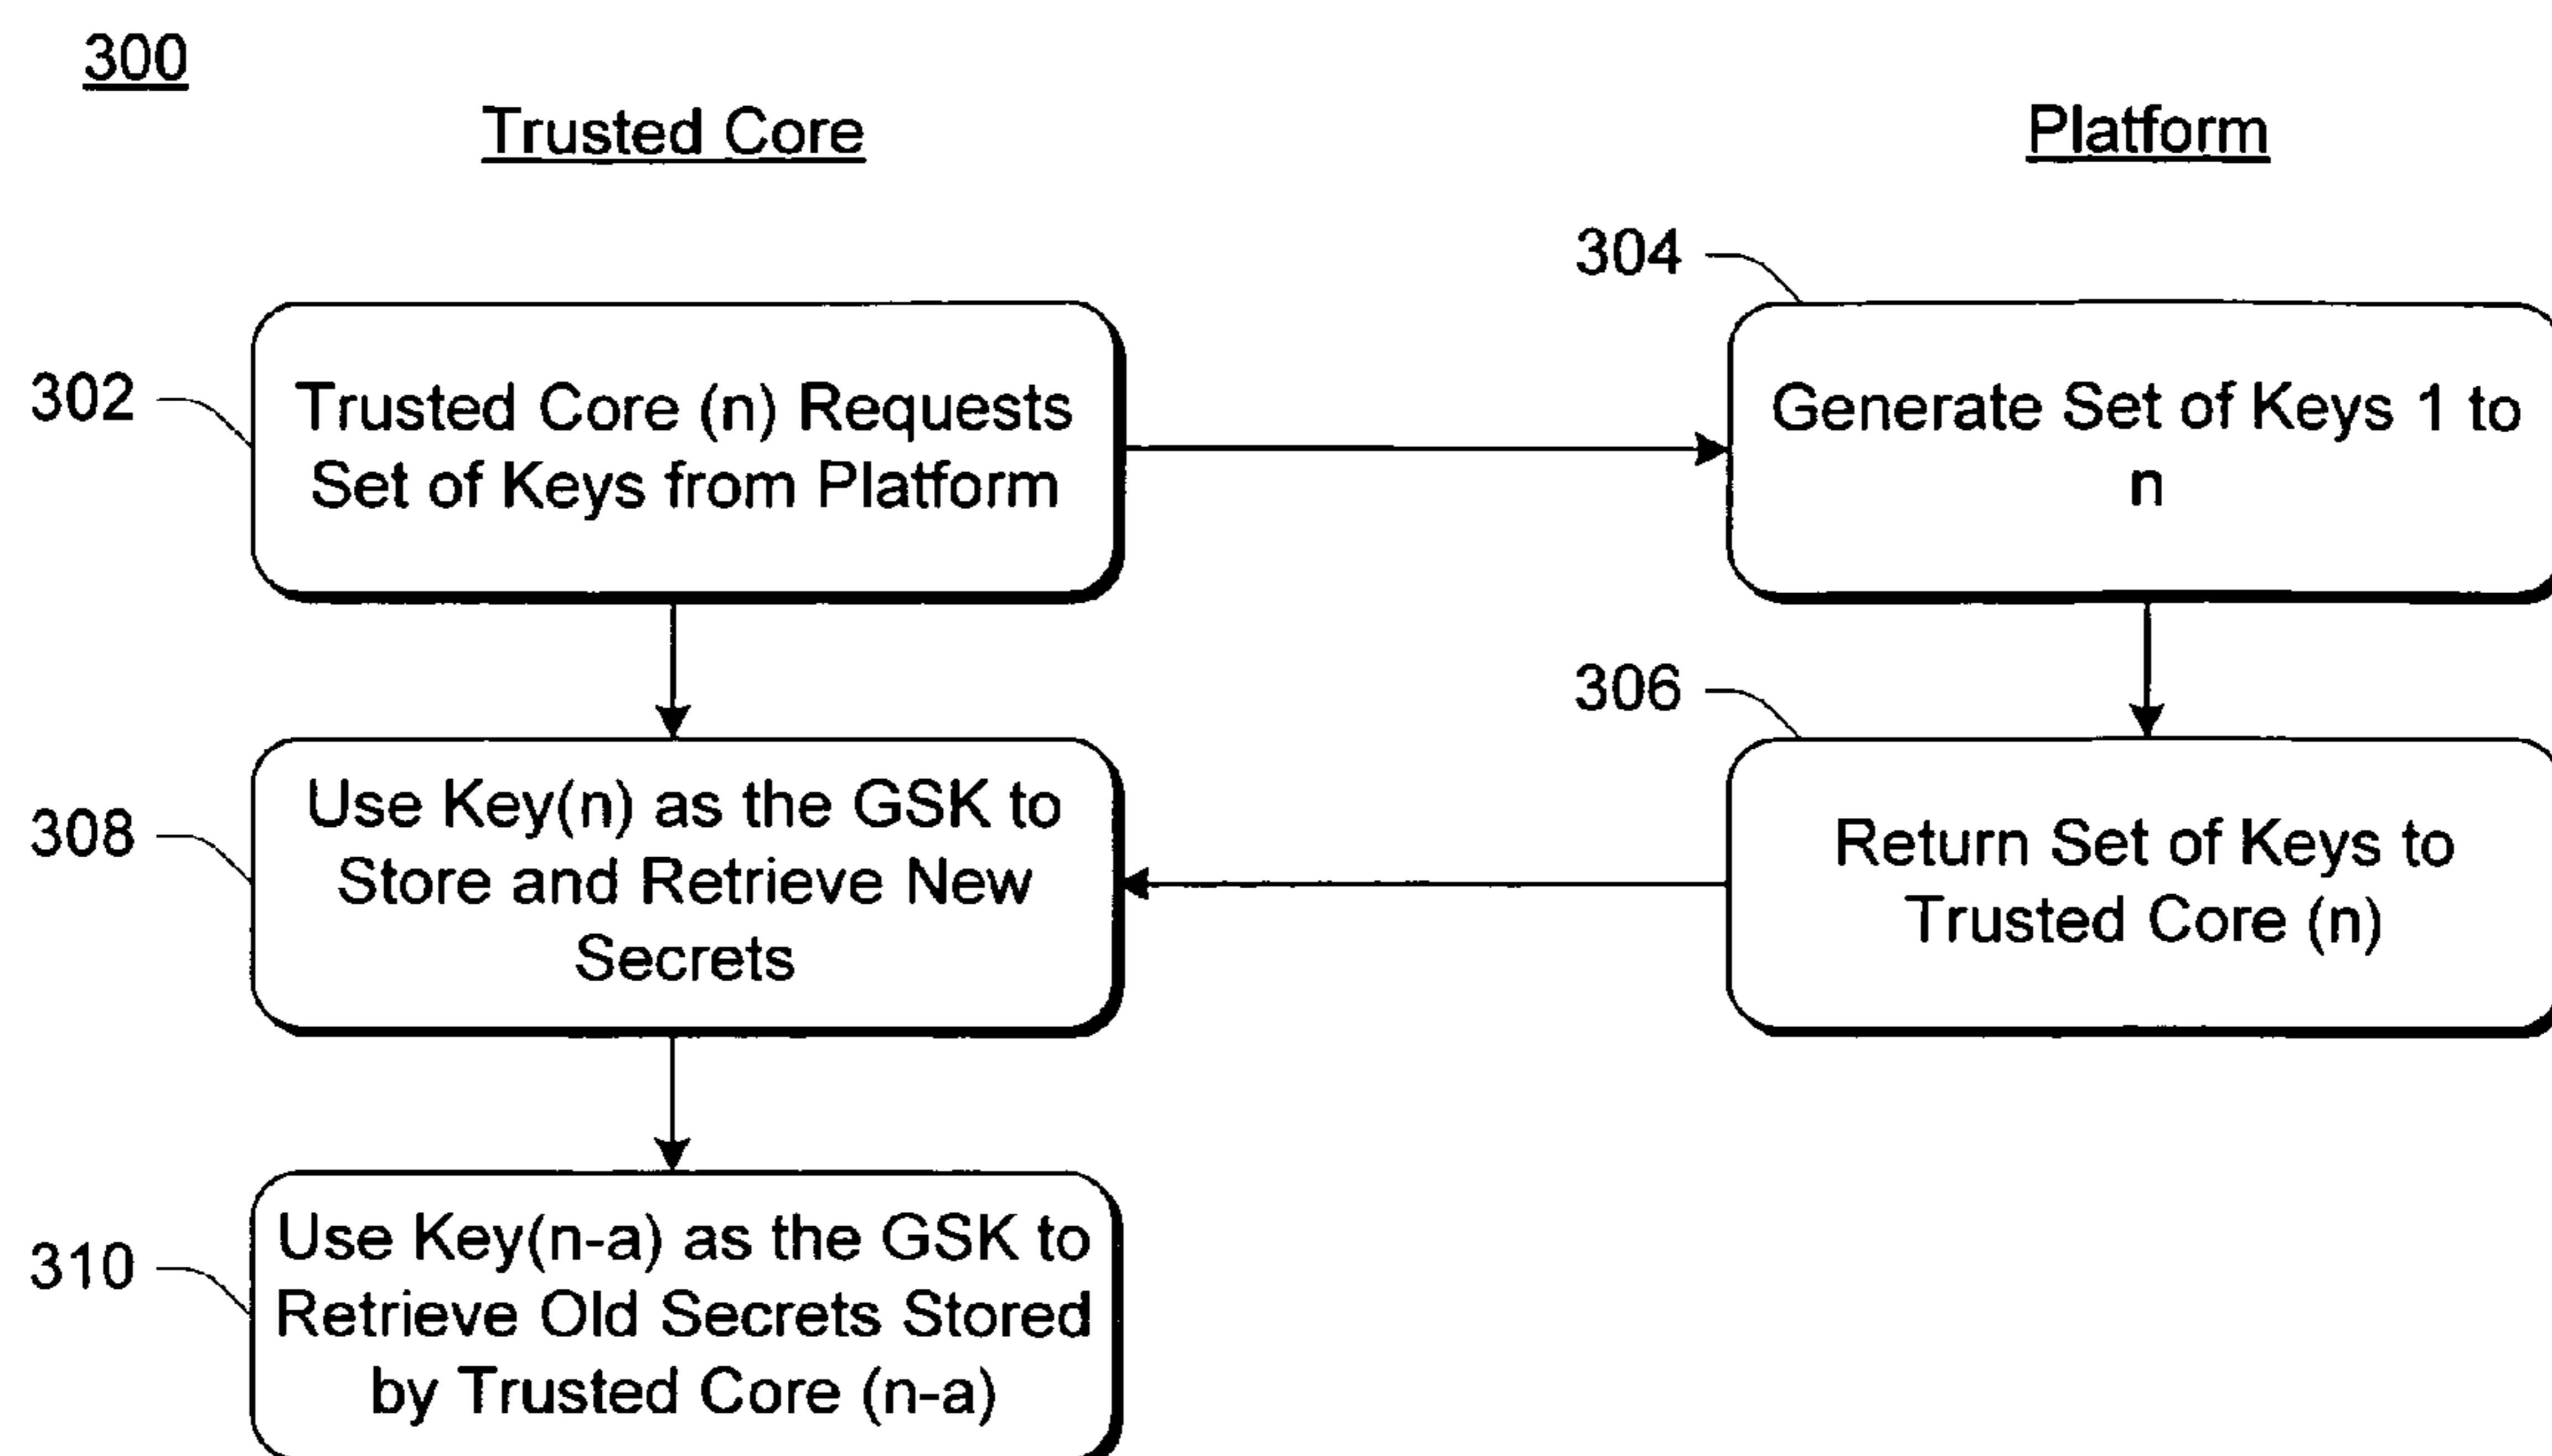 300
Trusted Core
Platform
304
302
Trusted Core (n) Requests
Set of Keys from Platform
Generate Set of Keys 1 to
n
306
308
Use Key(n) as the GSK to
Store and Retrieve New
Secrets
Return Set of Keys to
Trusted Core (n)
310
Use Key(n-a) as the GSK to
Retrieve Old Secrets Stored
by Trusted Core (n-a)